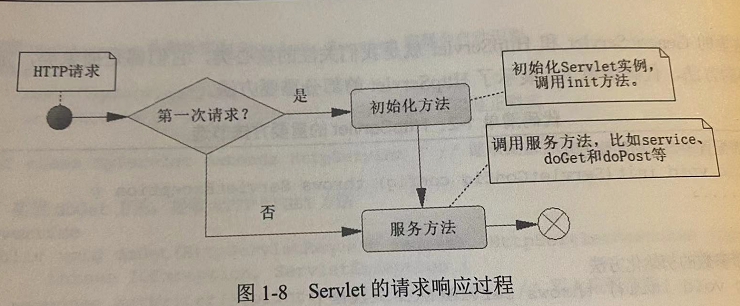 HTTP请求
第一次请求？
是
初始化方法
初始化Servlet实例，
调用init方法。
调用服务方法，比如service、
doGet和doPost等
否
服务方法
图 1-8 Servlet 的请求响应过程